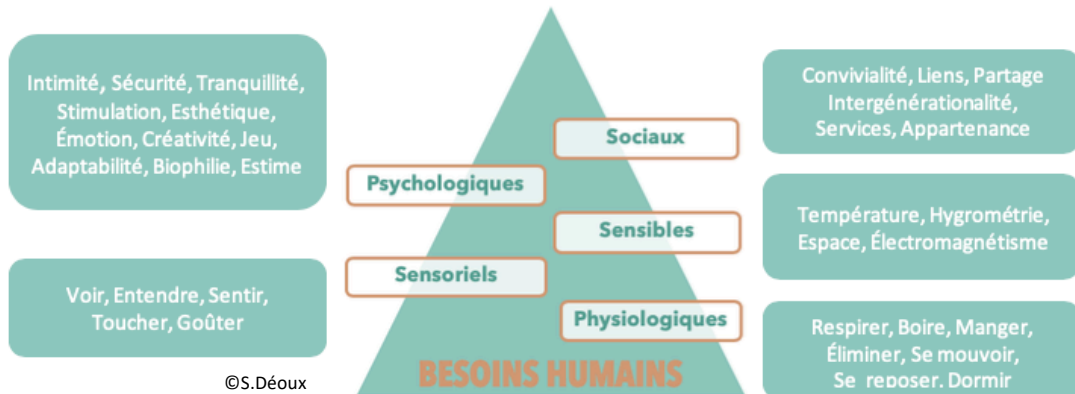 Intimité, Sécurité, Tranquillité,
Stimulation, Esthétique,
Émotion, Créativité, Jeu,
Adaptabilité, Biophilie, Estime
Convivialité, Liens, Partage
Intergénérationalité,
Services, Appartenance
Sociaux
Psychologiques
Sensibles
Température, Hygrométrie,
Espace, Électromagnétisme
Sensoriels
Voir, Entendre, Sentir,
Toucher, Goûter
Physiologiques
Respirer, Boire, Manger,
Éliminer, Se mouvoir,
Se reposer, Dormir
BESOINS HUMAINS
©S.Déoux